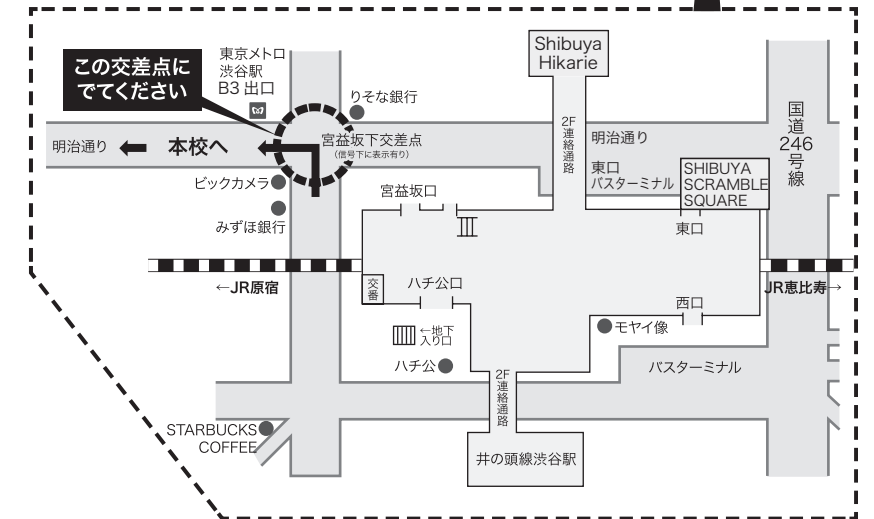 Shibuya
Hikarie
この交差点に
でてください
東京メトロ
渋谷駅
B3 出口
りそな銀行
国道246号線
2F連絡通路
明治通り
本校へ
宮益坂下交差点
（信号下に表示有り）
明治通り
東口
バスターミナル
SHIBUYA
SCRAMBLE
SQUARE
ビックカメラ
宮益坂口
みずほ銀行
東口
←JR原宿
交番
ハチ公口
JR恵比寿→
西口
←地下
入り口
モヤイ像
ハチ公
2F連絡通路
バスターミナル
STARBUCKS
COFFEE
井の頭線渋谷駅